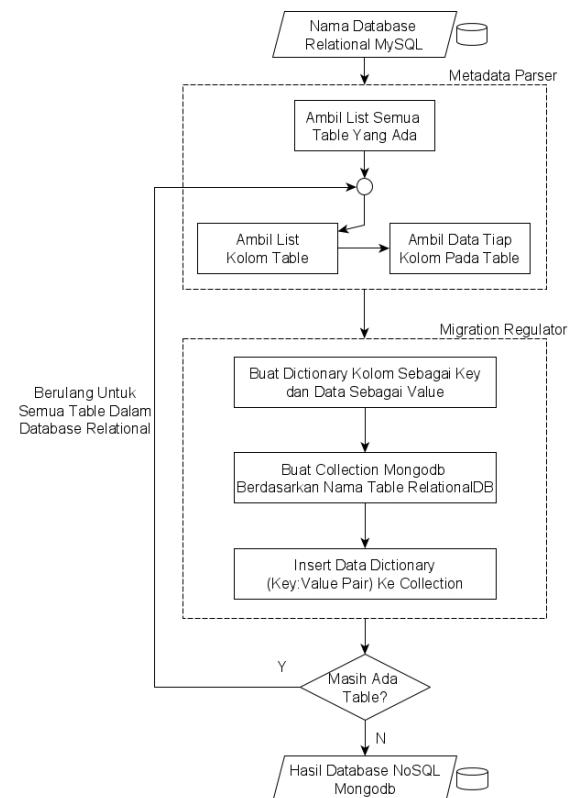 Nama Database
Relational MySQL
Metadata Parser
Ambil List Semua
Table Yang Ada
Ambil List
Kolom Table
Ambil Data Tiap
Kolom Pada Table
Migration Regulator
Buat Dictionary Kolom Sebagai Key
dan Data Sebagai Value
Berulang Untuk
Semua Table Dalam
Database Relational
Buat Collection Mongodb
Berdasarkan Nama Table RelationalDB
Insert Data Dictionary
(Key:Value Pair) Ke Collection
Y
Masih Ada
Table?
N
Hasil Database NoSQL
Mongodb